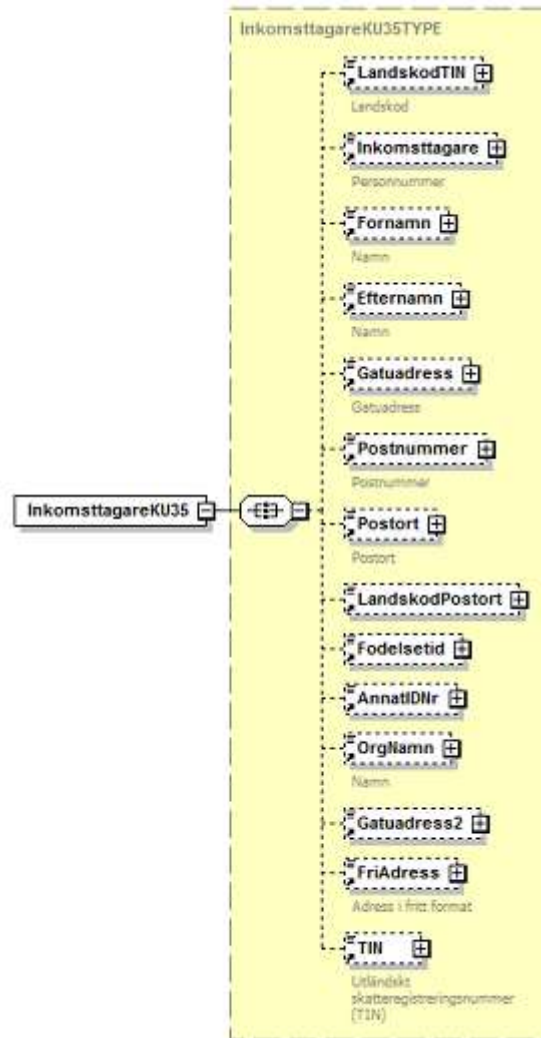 InkomsttagareKU35TYPE
LandskodTIN
Landskod
Inkomsttagare
Personnummer
Fornamn
Namn
Efternamn
Namn
Gatuadress
Gatuadress
Postnummer
Postnummer
InkomsttagareKU35
Postort
Postort
LandskodPostort
Fodelsetid
AnnatIDNr
OrgNamn
Namn
Gatuadress2
FriAdress
Adress i fritt format
TIN
Utländskt
skatteregistreringsnummer
(TIN)